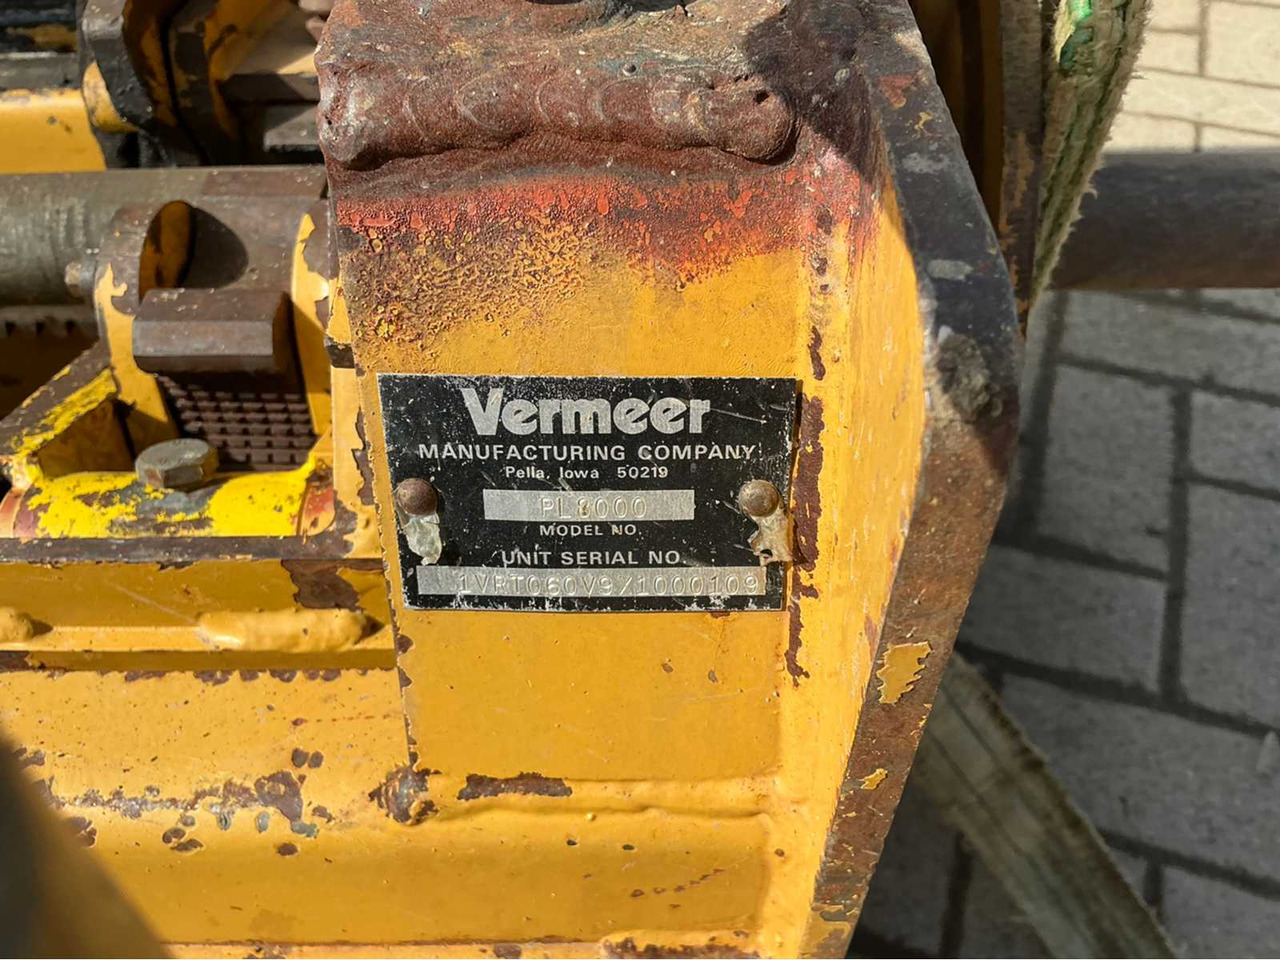 Vermeer
MANUFACTURING COMPANY
Pella, Iowa 50219
PL8000
MODEL NO.
UNIT SERIAL NO.
1VRT060V9X1000109